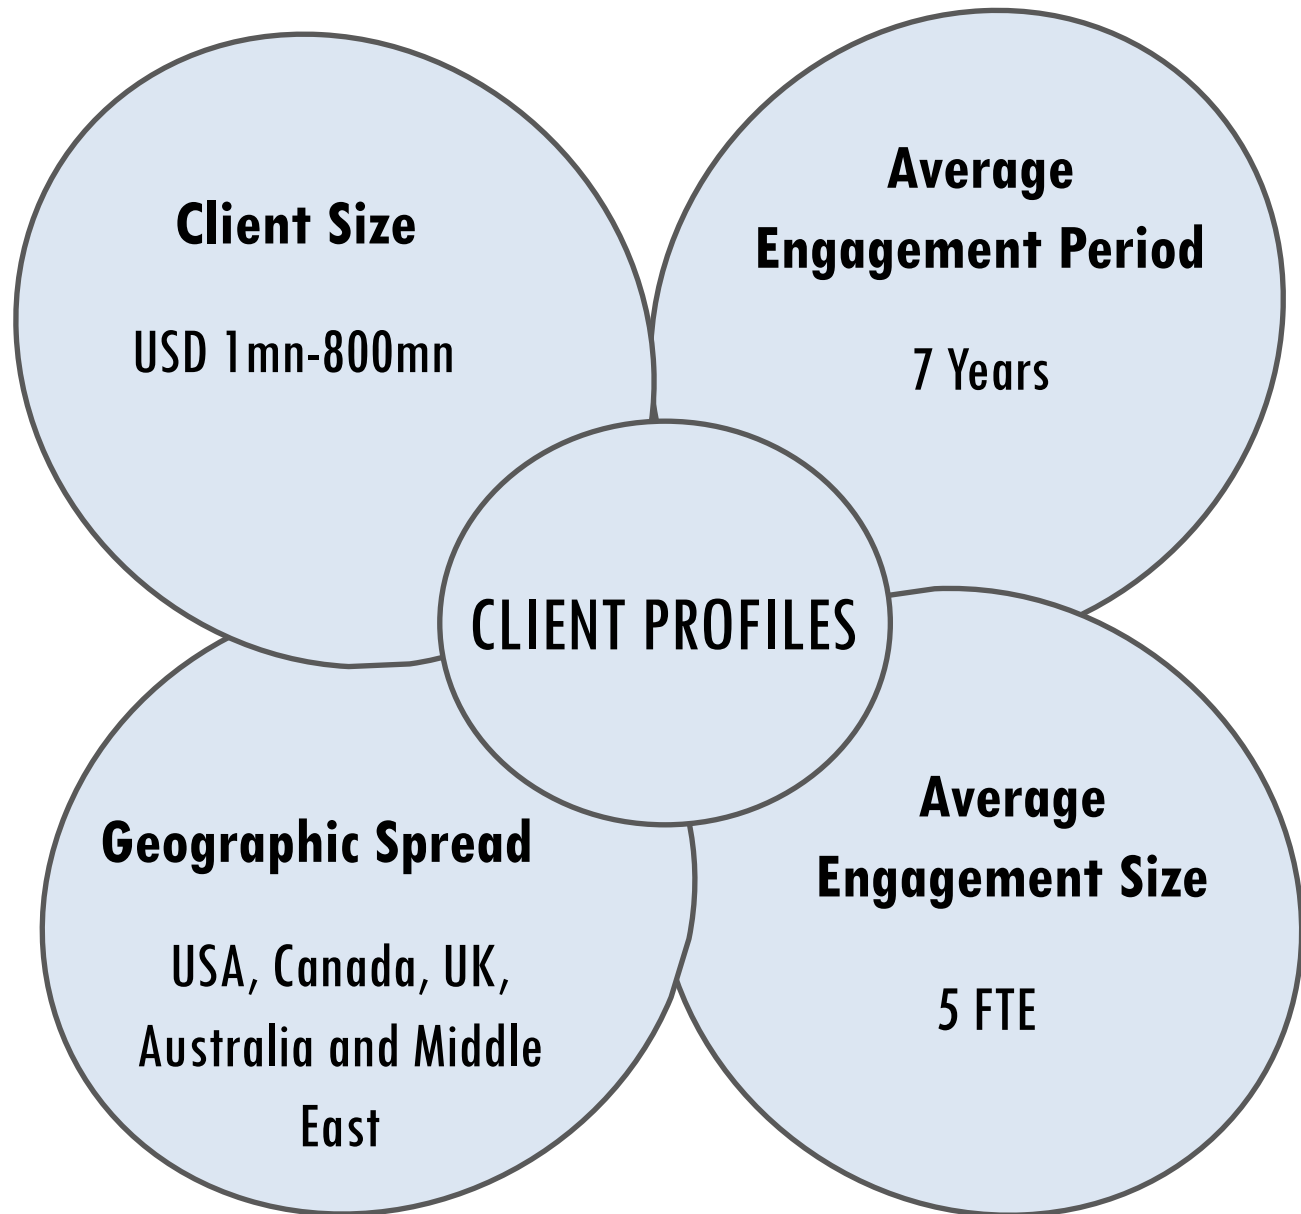 Client Size
USD 1mn-800mn
Average
Engagement Period
7 Years
CLIENT PROFILES
Geographic Spread
USA, Canada, UK,
Australia and Middle
East
Average
Engagement Size
5 FTE